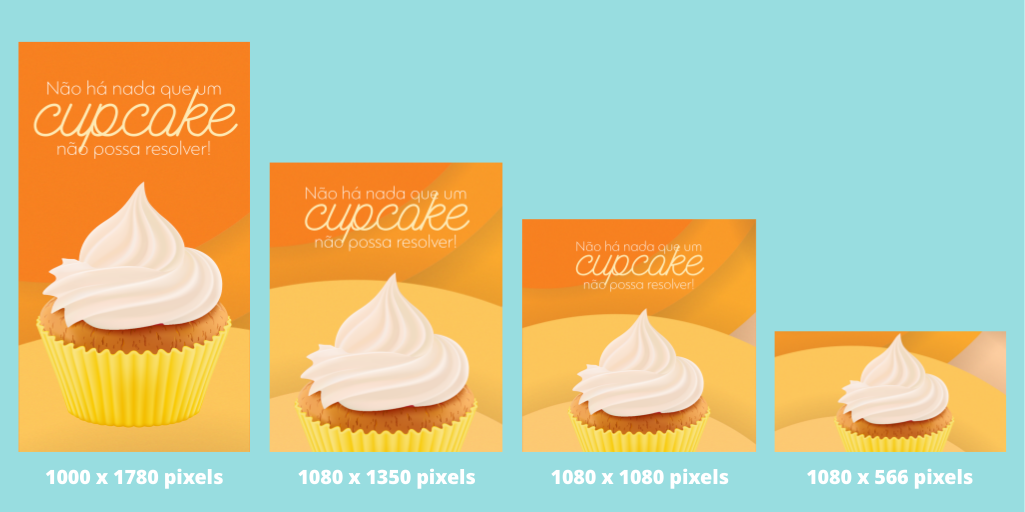 Não há nada que um
cupcake
não possa resolver!
1000 x 1780 pixels
Não há nada que um
cupcake
não possa resolver!
1080 x 1350 pixels
Não há nada que um
cupcake
não possa resolver!
1080 x 1080 pixels
1080 x 566 pixels